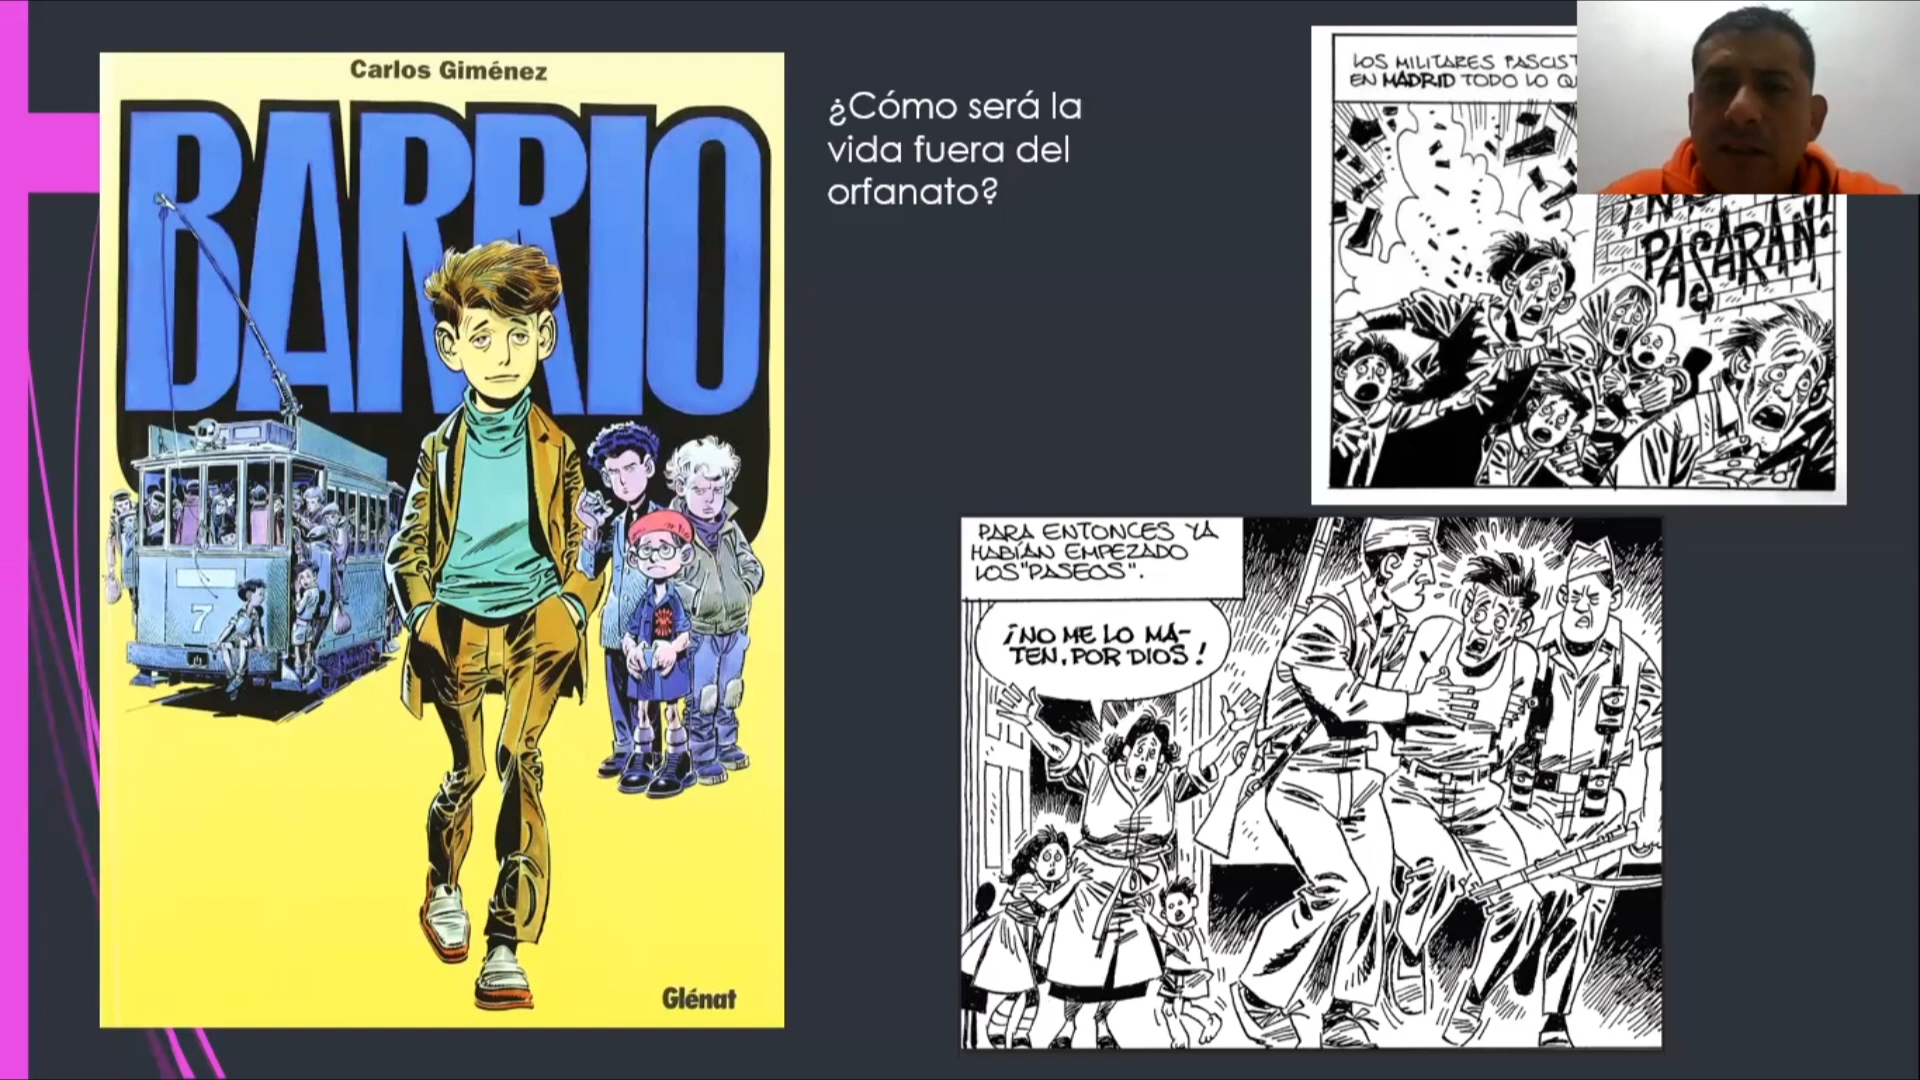 Carlos Giménez
BARRIO
7
Glénat
¿Cómo será la
vida fuera del
orfanato?
LOS MILITARES FASCIST
EN MADRID TODO LO QU
PASARÁN!
PARA ENTONCES YA
HABÍAN EMPEZADO
LOS "PASEOS".
¡NO ME LO MA-
TEN, POR DIOS!